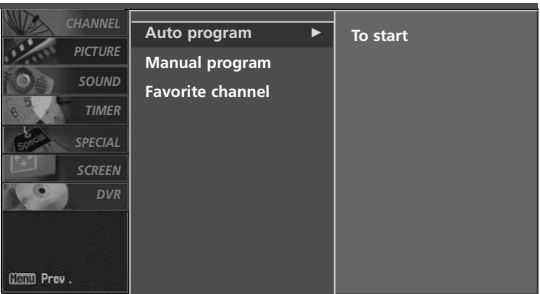 CHANNEL
PICTURE
SOUND
TIMER
SPECIAL
SCREEN
DVR
Menu Prev .
Auto program ►
Manual program
Favorite channel
To start